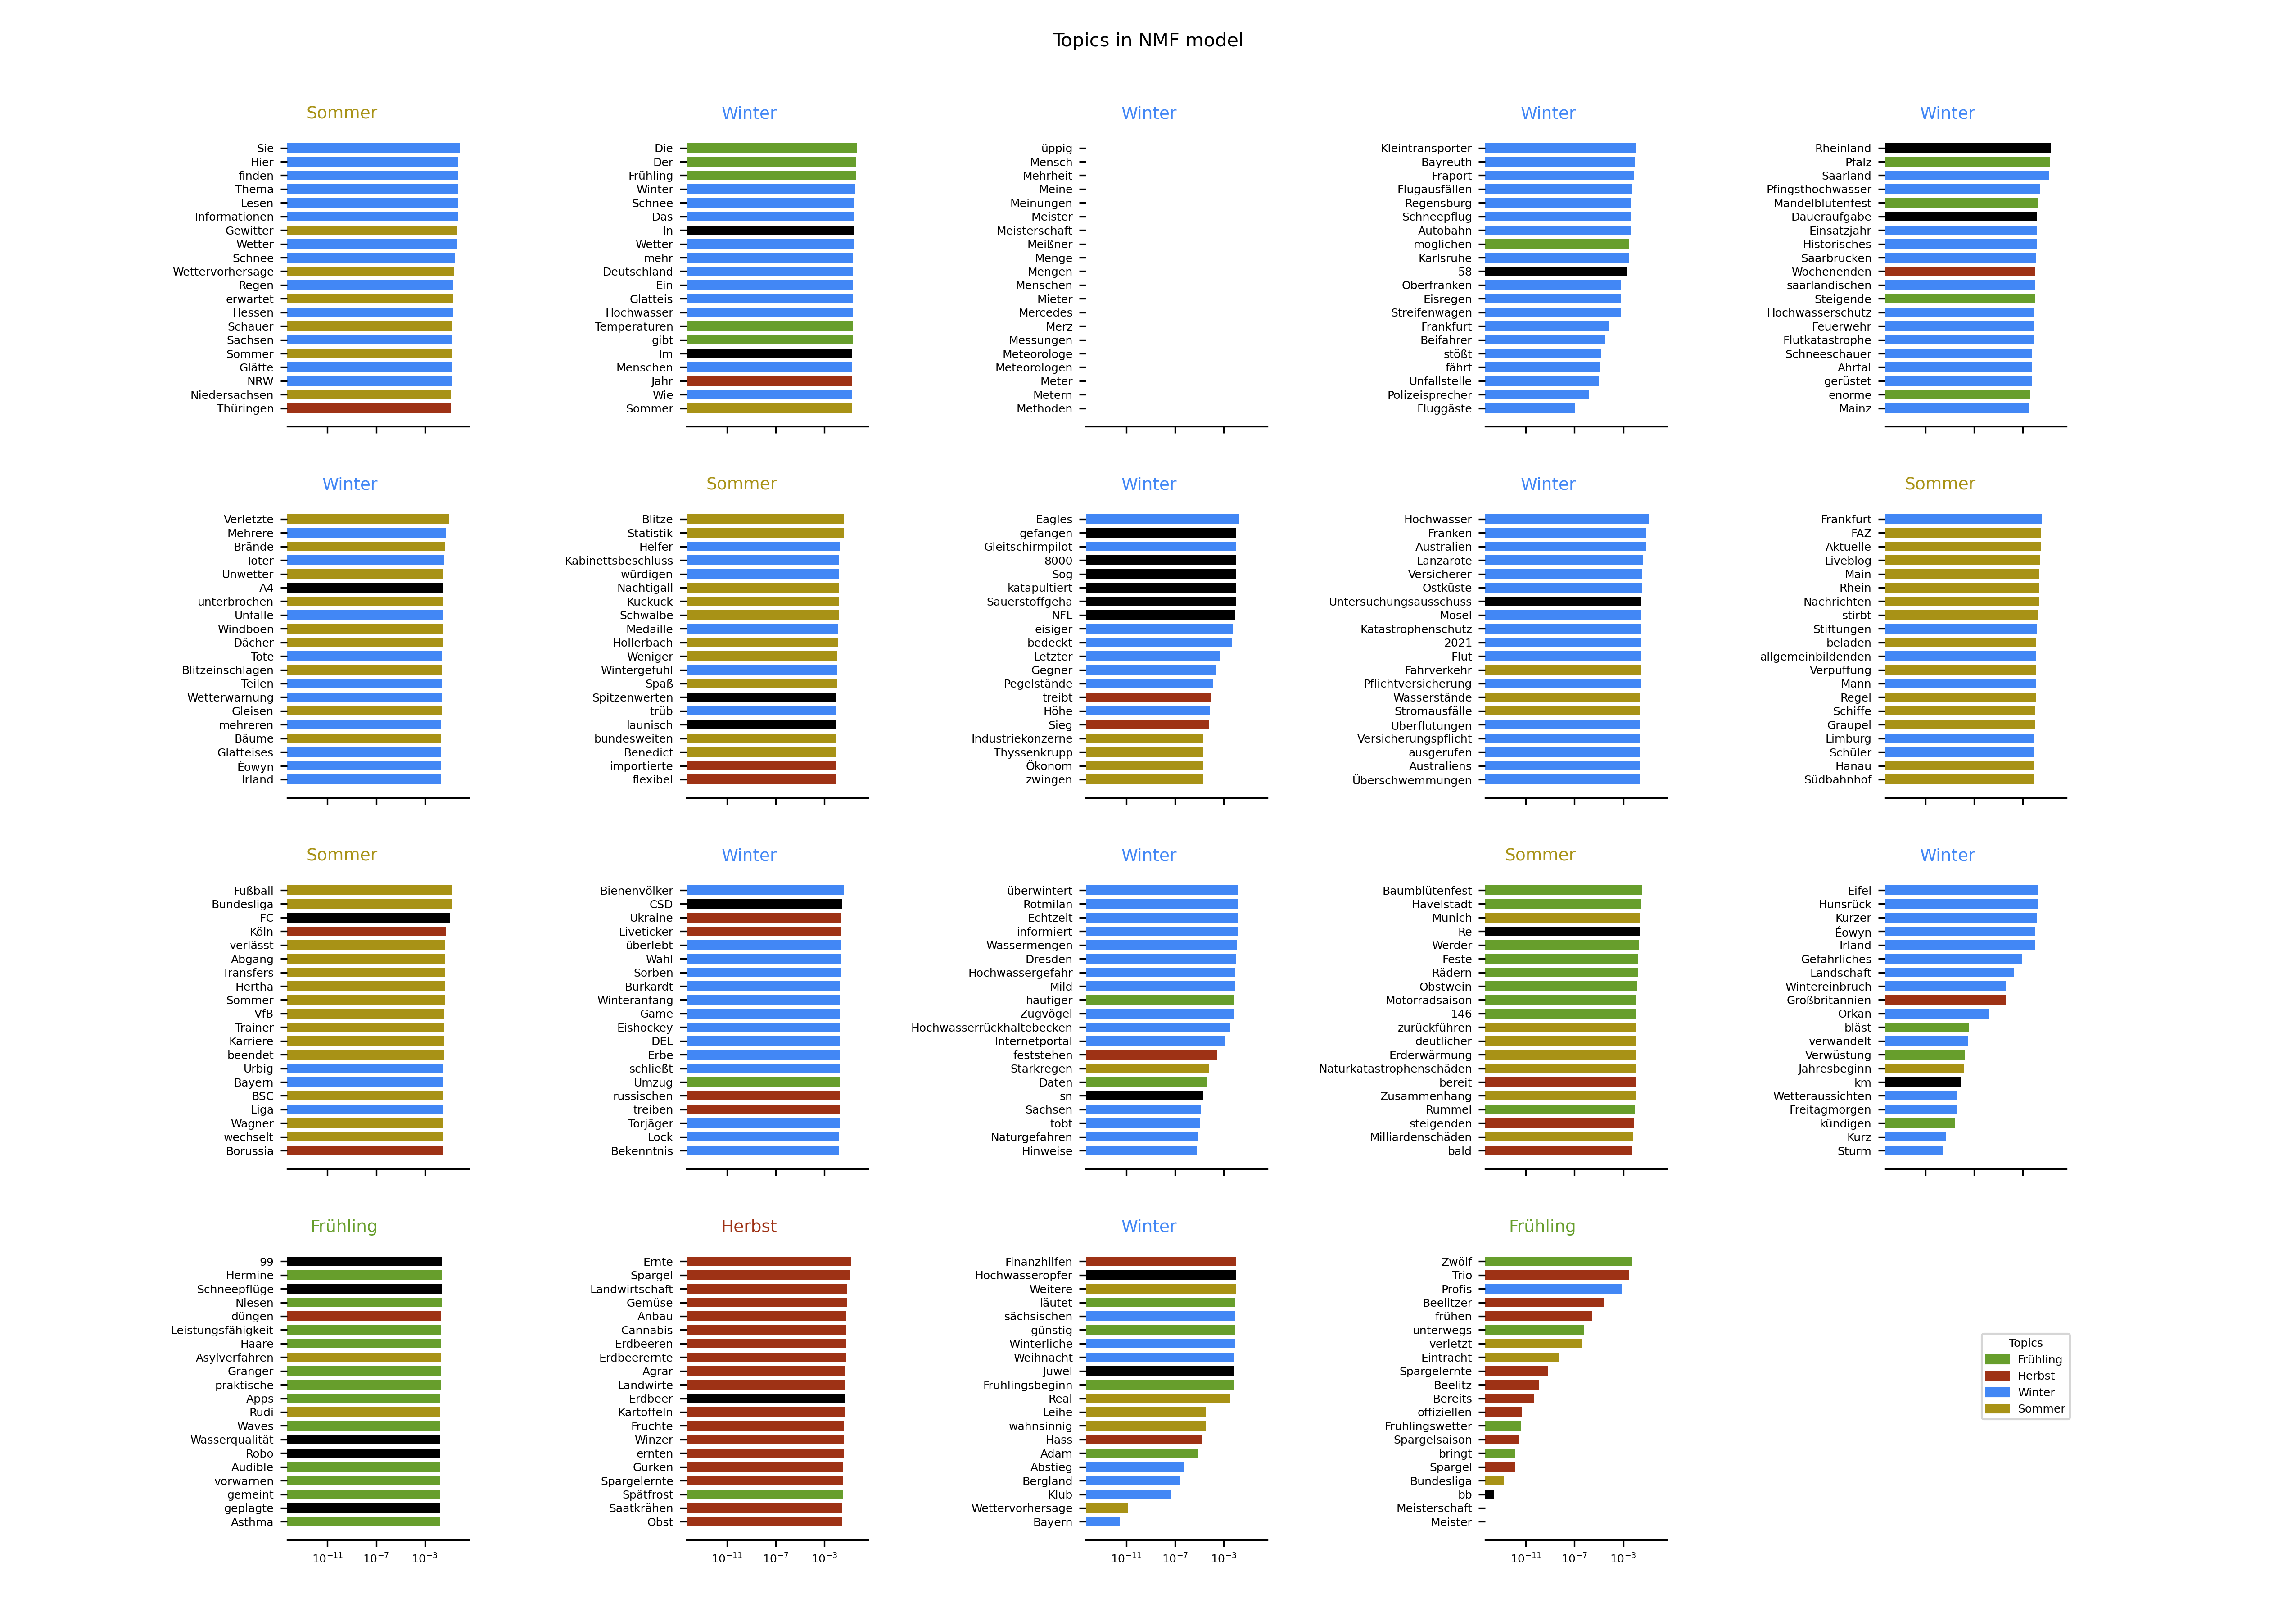 Topics in NMF model
Sommer
Sie
Hier
finden
Thema
Lesen
Informationen
Gewitter
Wetter
Schnee
Wettervorhersage
Regen
erwartet
Hessen
Schauer
Sachsen
Sommer
Glätte
NRW
Niedersachsen
Thüringen
Winter
Die
Der
Frühling
Winter
Schnee
Das
In
Wetter
mehr
Deutschland
Ein
Glatteis
Hochwasser
Temperaturen
gibt
Im
Menschen
Jahr
Wie
Sommer
Winter
üppig
Mensch
Mehrheit
Meine
Meinungen
Meister
Meisterschaft
Meißner
Menge
Mengen
Menschen
Mieter
Mercedes
Merz
Messungen
Meteorologe
Meteorologen
Meter
Metern
Methoden
Winter
Kleintransporter
Bayreuth
Fraport
Flugausfällen
Regensburg
Schneepflug
Autobahn
möglichen
Karlsruhe
58
Oberfranken
Eisregen
Streifenwagen
Frankfurt
Beifahrer
stößt
fährt
Unfallstelle
Polizeisprecher
Fluggäste
Winter
Rheinland
Pfalz
Saarland
Pfingsthochwasser
Mandelblütenfest
Daueraufgabe
Einsatzjahr
Historisches
Saarbrücken
Wochenenden
saarländischen
Steigende
Hochwasserschutz
Feuerwehr
Flutkatastrophe
Schneeschauer
Ahrtal
gerüstet
enorme
Mainz
Winter
Verletzte
Mehrere
Brände
Toter
Unwetter
A4
unterbrochen
Unfälle
Windböen
Dächer
Tote
Blitzeinschlägen
Teilen
Wetterwarnung
Gleisen
mehreren
Bäume
Glatteises
Éowyn
Irland
Sommer
Blitze
Statistik
Helfer
Kabinettsbeschluss
würdigen
Nachtigall
Kuckuck
Schwalbe
Medaille
Hollerbach
Weniger
Wintergefühl
Spaß
Spitzenwerten
trüb
launisch
bundesweiten
Benedict
importierte
flexibel
Winter
Eagles
gefangen
Gleitschirmpilot
8000
Sog
katapultiert
Sauerstoffgeha
NFL
eisiger
bedeckt
Letzter
Gegner
Pegelstände
treibt
Höhe
Sieg
Industriekonzerne
Thyssenkrupp
Ökonom
zwingen
Winter
Hochwasser
Franken
Australien
Lanzarote
Versicherer
Ostküste
Untersuchungsausschuss
Mosel
Katastrophenschutz
2021
Flut
Fährverkehr
Pflichtversicherung
Wasserstände
Stromausfälle
Überflutungen
Versicherungspflicht
ausgerufen
Australiens
Überschwemmungen
Sommer
Frankfurt
FAZ
Aktuelle
Liveblog
Main
Rhein
Nachrichten
stirbt
Stiftungen
beladen
allgemeinbildenden
Verpuffung
Mann
Regel
Schiffe
Graupel
Limburg
Schüler
Hanau
Südbahnhof
Sommer
Fußball
Bundesliga
FC
Köln
verlässt
Abgang
Transfers
Hertha
Sommer
VfB
Trainer
Karriere
beendet
Urbig
Bayern
BSC
Liga
Wagner
wechselt
Borussia
Winter
Bienenvölker
CSD
Ukraine
Liveticker
überlebt
Wähl
Sorben
Burkardt
Winteranfang
Game
Eishockey
DEL
Erbe
schließt
Umzug
russischen
treiben
Torjäger
Lock
Bekenntnis
Winter
überwintert
Rotmilan
Echtzeit
informiert
Wassermengen
Dresden
Hochwassergefahr
Mild
häufiger
Zugvögel
Hochwasserrückhaltebecken
Internetportal
feststehen
Starkregen
Daten
sn
Sachsen
tobt
Naturgefahren
Hinweise
Sommer
Baumblütenfest
Havelstadt
Munich
Re
Werder
Feste
Rädern
Obstwein
Motorradsaison
146
zurückführen
deutlicher
Erderwärmung
Naturkatastrophenschäden
bereit
Zusammenhang
Rummel
steigenden
Milliardenschäden
bald
Winter
Eifel
Hunsrück
Kurzer
Éowyn
Irland
Gefährliches
Landschaft
Wintereinbruch
Großbritannien
Orkan
bläst
verwandelt
Verwüstung
Jahresbeginn
km
Wetteraussichten
Freitagmorgen
kündigen
Kurz
Sturm
Frühling
99
Hermine
Schneepflüge
Niesen
düngen
Leistungsfähigkeit
Haare
Asylverfahren
Granger
praktische
Apps
Rudi
Waves
Wasserqualität
Robo
Audible
vorwarnen
gemeint
geplagte
Asthma
10⁻¹¹ 10⁻⁷ 10⁻³
Herbst
Ernte
Spargel
Landwirtschaft
Gemüse
Anbau
Cannabis
Erdbeeren
Erdbeerernte
Agrar
Landwirte
Erdbeer
Kartoffeln
Früchte
Winzer
ernten
Gurken
Spargelernte
Spätfrost
Saatkrähen
Obst
10⁻¹¹ 10⁻⁷ 10⁻³
Winter
Finanzhilfen
Hochwasseropfer
Weitere
läutet
sächsischen
günstig
Winterliche
Weihnacht
Juwel
Frühlingsbeginn
Real
Leihe
wahnsinnig
Hass
Adam
Abstieg
Bergland
Klub
Wettervorhersage
Bayern
10⁻¹¹ 10⁻⁷ 10⁻³
Frühling
Zwölf
Trio
Profis
Beelitzer
frühen
unterwegs
verletzt
Eintracht
Spargelernte
Beelitz
Bereits
offiziellen
Frühlingswetter
Spargelsaison
bringt
Spargel
Bundesliga
bb
Meisterschaft
Meister
10⁻¹¹ 10⁻⁷ 10⁻³
Topics
Frühling
Herbst
Winter
Sommer